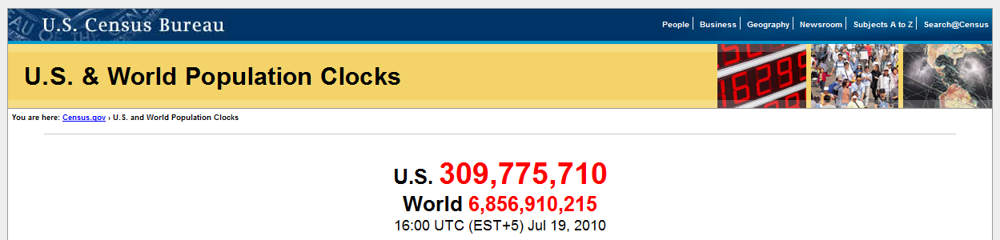 U.S. Census Bureau
People Business Geography Newsroom Subjects A to Z Search@Census
U.S. & World Population Clocks
You are here: Census.gov › U.S. and World Population Clocks
U.S. 309,775,710
World 6,856,910,215
16:00 UTC (EST+5) Jul 19, 2010